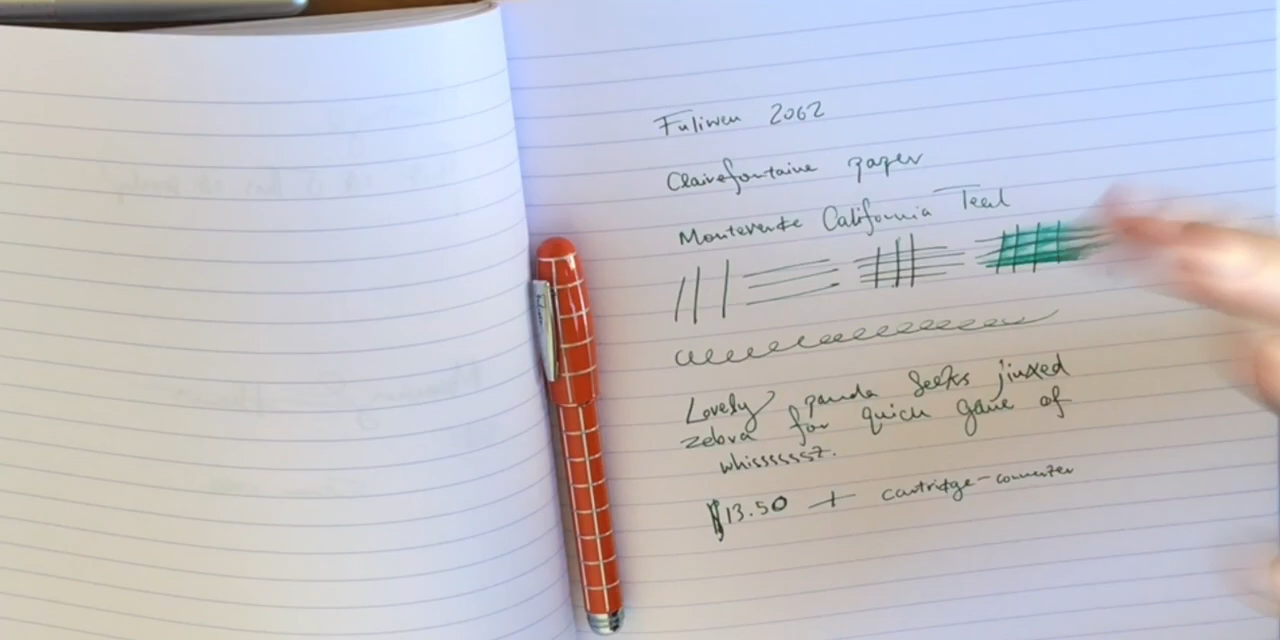 Fuliwen 2062
Clairefontaine paper
Monteverde California Teal
Lovely panda seeks jinxed
zebra for quick game of
whisssssst.
$13.50 + cartridge-converter